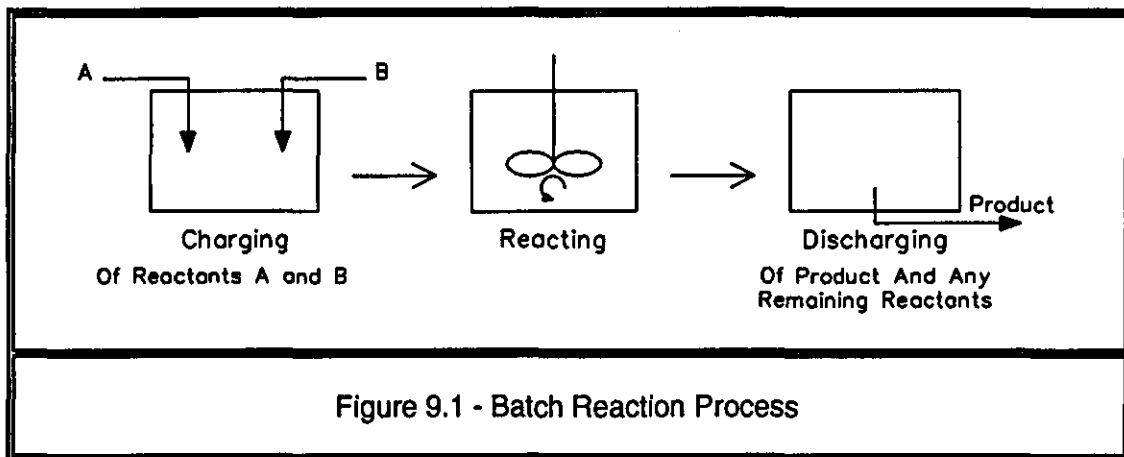 A
B
Charging
Of Reactants A and B
Reacting
Product
Discharging
Of Product And Any
Remaining Reactants
Figure 9.1 - Batch Reaction Process